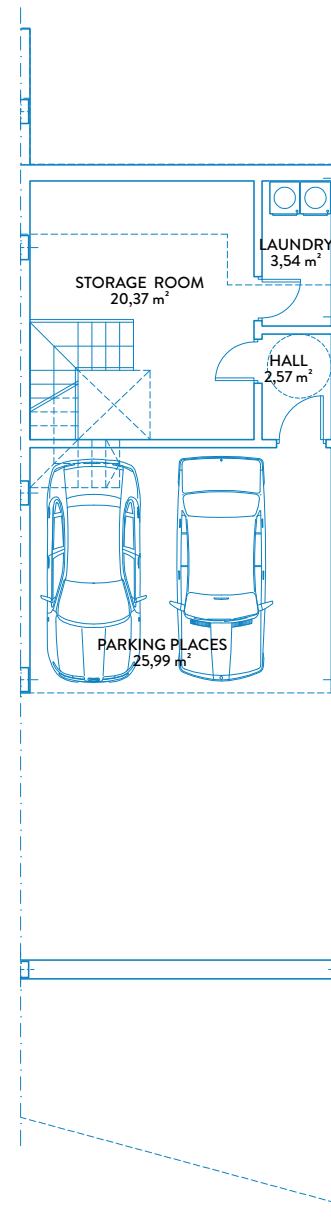 LAUNDRY
3,54 m²
STORAGE ROOM
20,37 m²
HALL
2,57 m²
PARKING PLACES
25,99 m²